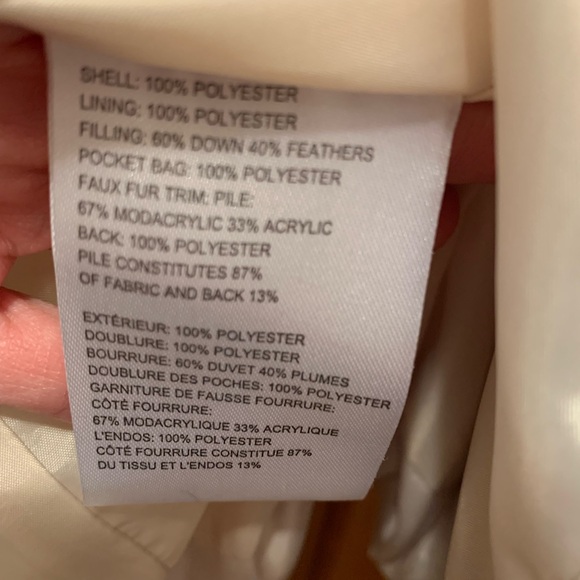 SHELL: 100% POLYESTER
LINING: 100% POLYESTER
FILLING: 60% DOWN 40% FEATHERS
POCKET BAG: 100% POLYESTER
FAUX FUR TRIM: PILE:
67% MODACRYLIC 33% ACRYLIC
BACK: 100% POLYESTER
PILE CONSTITUTES 87%
OF FABRIC AND BACK 13%
EXTÉRIEUR: 100% POLYESTER
DOUBLURE: 100% POLYESTER
BOURRURE: 60% DUVET 40% PLUMES
DOUBLURE DES POCHES: 100% POLYESTER
GARNITURE DE FAUSSE FOURRURE:
CÔTÉ FOURRURE:
67% MODACRYLIQUE 33% ACRYLIQUE
L'ENDOS: 100% POLYESTER
CÔTÉ FOURRURE CONSTITUE 87%
DU TISSU ET L'ENDOS 13%